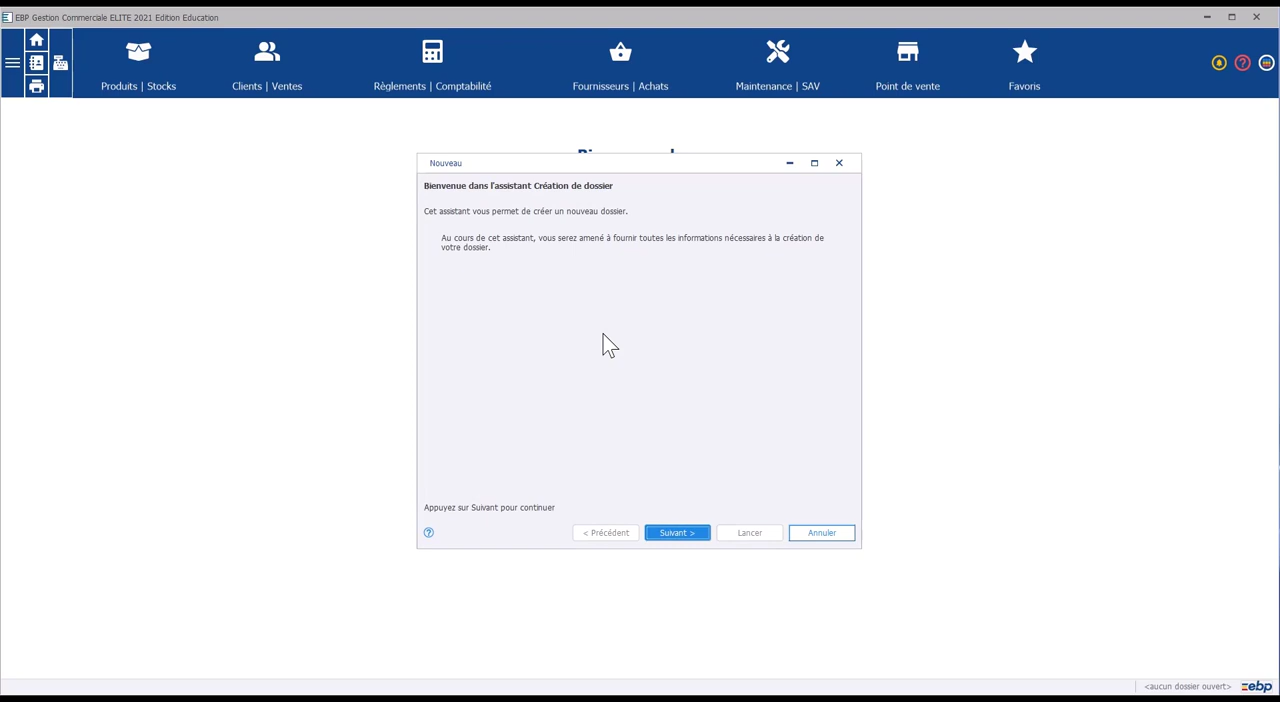 EBP Gestion Commerciale ELITE 2021 Edition Education
Produits | Stocks
Clients | Ventes
Règlements | Comptabilité
Fournisseurs | Achats
Maintenance | SAV
Point de vente
Favoris
Nouveau
Bienvenue dans l'assistant Création de dossier
Cet assistant vous permet de créer un nouveau dossier.
Au cours de cet assistant, vous serez amené à fournir toutes les informations nécessaires à la création de
votre dossier.
Appuyez sur Suivant pour continuer
< Précédent
Suivant >
Lancer
Annuler
<aucun dossier ouvert>
ebp